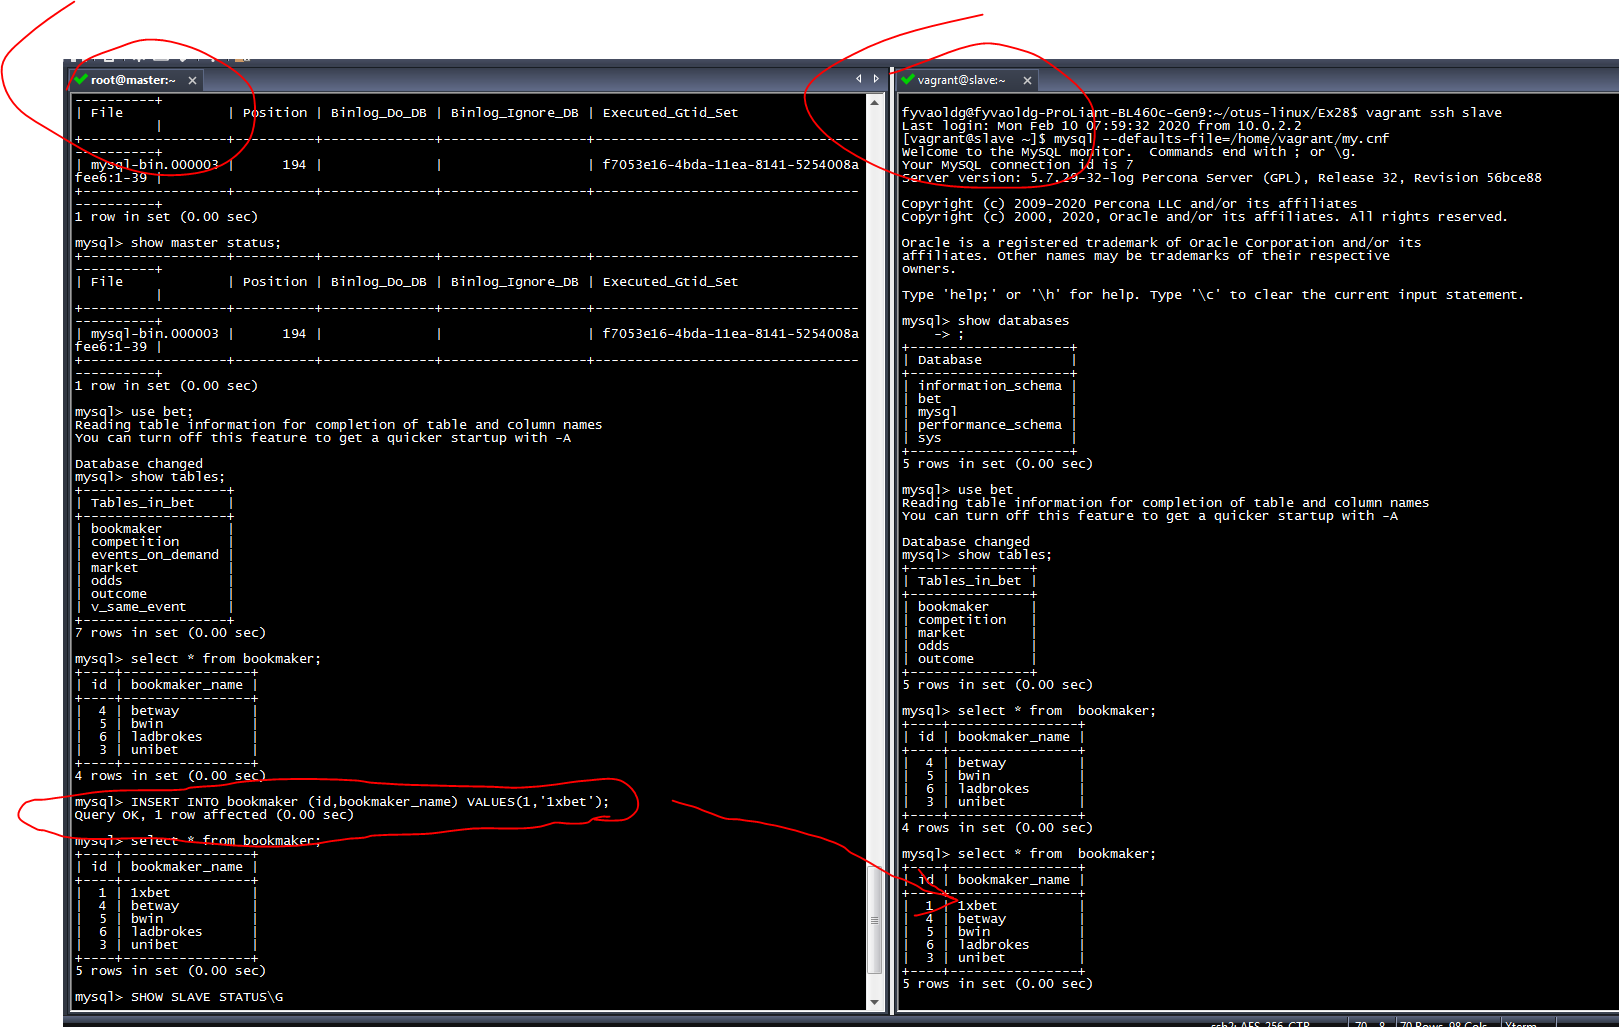 root@master:~ ×
----------+
| File             | Position | Binlog_Do_DB | Binlog_Ignore_DB | Executed_Gtid_Set
          |
+------------------+----------+--------------+------------------+---------------------------------
----------+
| mysql-bin.000003 |      194 |              |                  | f7053e16-4bda-11ea-8141-5254008a
fee6:1-39 |
+------------------+----------+--------------+------------------+---------------------------------
----------+
1 row in set (0.00 sec)
mysql> show master status;
+------------------+----------+--------------+------------------+---------------------------------
----------+
| File             | Position | Binlog_Do_DB | Binlog_Ignore_DB | Executed_Gtid_Set
          |
+------------------+----------+--------------+------------------+---------------------------------
----------+
| mysql-bin.000003 |      194 |              |                  | f7053e16-4bda-11ea-8141-5254008a
fee6:1-39 |
+------------------+----------+--------------+------------------+---------------------------------
----------+
1 row in set (0.00 sec)
mysql> use bet;
Reading table information for completion of table and column names
You can turn off this feature to get a quicker startup with -A
Database changed
mysql> show tables;
+------------------+
| Tables_in_bet    |
+------------------+
| bookmaker        |
| competition      |
| events_on_demand |
| market           |
| odds             |
| outcome          |
| v_same_event     |
+------------------+
7 rows in set (0.00 sec)
mysql> select * from bookmaker;
+----+----------------+
| id | bookmaker_name |
+----+----------------+
|  4 | betway         |
|  5 | bwin           |
|  6 | ladbrokes      |
|  3 | unibet         |
+----+----------------+
4 rows in set (0.00 sec)
mysql> INSERT INTO bookmaker (id,bookmaker_name) VALUES(1,'1xbet');
Query OK, 1 row affected (0.00 sec)
mysql> select * from bookmaker;
+----+----------------+
| id | bookmaker_name |
+----+----------------+
|  1 | 1xbet          |
|  4 | betway         |
|  5 | bwin           |
|  6 | ladbrokes      |
|  3 | unibet         |
+----+----------------+
5 rows in set (0.00 sec)
mysql> SHOW SLAVE STATUS\G
vagrant@slave:~ ×
fyvaoldg@fyvaoldg-ProLiant-BL460c-Gen9:~/otus-linux/Ex28$ vagrant ssh slave
Last login: Mon Feb 10 07:59:32 2020 from 10.0.2.2
[vagrant@slave ~]$ mysql --defaults-file=/home/vagrant/my.cnf
Welcome to the MySQL monitor.  Commands end with ; or \g.
Your MySQL connection id is 7
Server version: 5.7.29-32-log Percona Server (GPL), Release 32, Revision 56bce88
Copyright (c) 2009-2020 Percona LLC and/or its affiliates
Copyright (c) 2000, 2020, Oracle and/or its affiliates. All rights reserved.
Oracle is a registered trademark of Oracle Corporation and/or its
affiliates. Other names may be trademarks of their respective
owners.
Type 'help;' or '\h' for help. Type '\c' to clear the current input statement.
mysql> show databases
    -> ;
+--------------------+
| Database           |
+--------------------+
| information_schema |
| bet                |
| mysql              |
| performance_schema |
| sys                |
+--------------------+
5 rows in set (0.00 sec)
mysql> use bet
Reading table information for completion of table and column names
You can turn off this feature to get a quicker startup with -A
Database changed
mysql> show tables;
+---------------+
| Tables_in_bet |
+---------------+
| bookmaker     |
| competition   |
| market        |
| odds          |
| outcome       |
+---------------+
5 rows in set (0.00 sec)
mysql> select * from  bookmaker;
+----+----------------+
| id | bookmaker_name |
+----+----------------+
|  4 | betway         |
|  5 | bwin           |
|  6 | ladbrokes      |
|  3 | unibet         |
+----+----------------+
4 rows in set (0.00 sec)
mysql> select * from  bookmaker;
+----+----------------+
| id | bookmaker_name |
+----+----------------+
|  1 | 1xbet          |
|  4 | betway         |
|  5 | bwin           |
|  6 | ladbrokes      |
|  3 | unibet         |
+----+----------------+
5 rows in set (0.00 sec)
ssh2: AES-256-CTR 70 70 Rows, 98 Cols Xterm